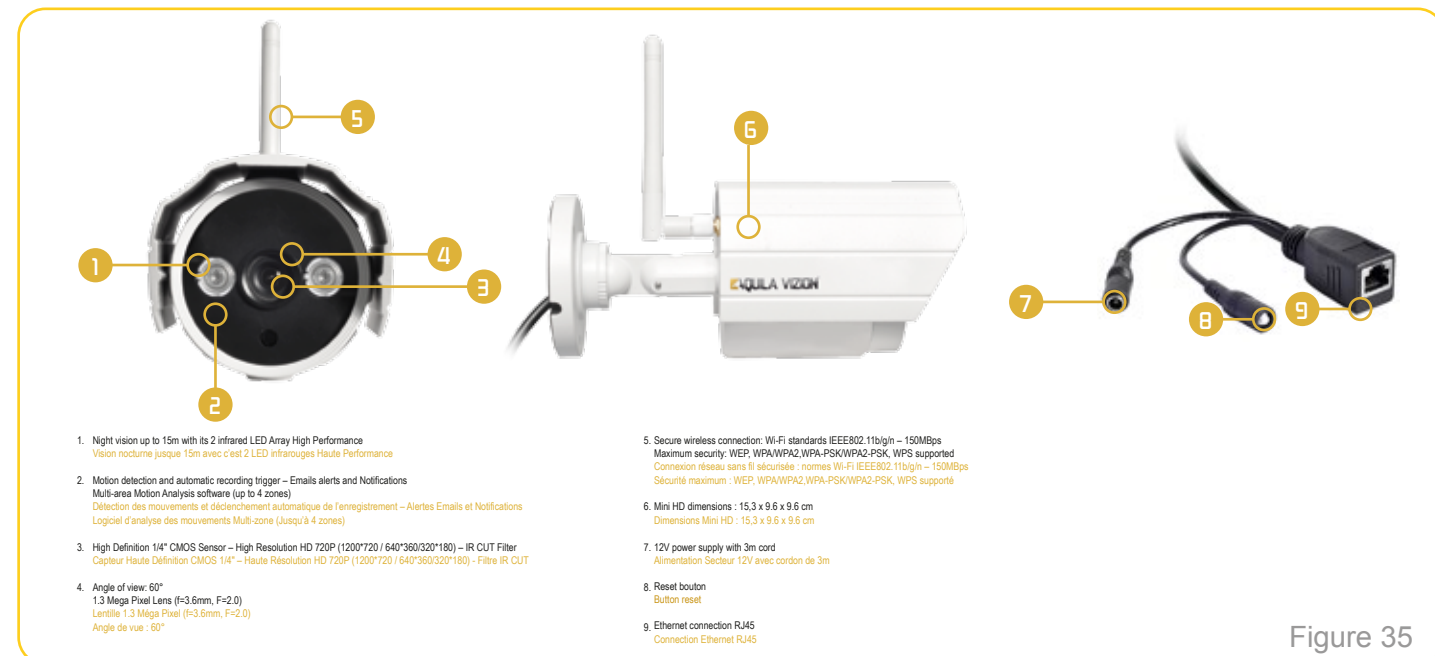 5
6
4
1
3
7
8
9
2
AQUILA VIZION
1. Night vision up to 15m with its 2 infrared LED Array High Performance
Vision nocturne jusque 15m avec c'est 2 LED infrarouges Haute Performance
2. Motion detection and automatic recording trigger – Emails alerts and Notifications
Multi-area Motion Analysis software (up to 4 zones)
Détection des mouvements et déclenchement automatique de l'enregistrement – Alertes Emails et Notifications
Logiciel d'analyse des mouvements Multi-zone (Jusqu'à 4 zones)
3. High Definition 1/4" CMOS Sensor – High Resolution HD 720P (1200*720 / 640*360/320*180) – IR CUT Filter
Capteur Haute Définition CMOS 1/4" – Haute Résolution HD 720P (1200*720 / 640*360/320*180) - Filtre IR CUT
4. Angle of view: 60°
1.3 Mega Pixel Lens (f=3.6mm, F=2.0)
Lentille 1.3 Méga Pixel (f=3.6mm, F=2.0)
Angle de vue : 60°
5. Secure wireless connection: Wi-Fi standards IEEE802.11b/g/n – 150MBps
Maximum security: WEP, WPA/WPA2,WPA-PSK/WPA2-PSK, WPS supported
Connexion réseau sans fil sécurisée : normes Wi-Fi IEEE802.11b/g/n – 150MBps
Sécurité maximum : WEP, WPA/WPA2,WPA-PSK/WPA2-PSK, WPS supporté
6. Mini HD dimensions : 15,3 x 9.6 x 9.6 cm
Dimensions Mini HD : 15,3 x 9.6 x 9.6 cm
7. 12V power supply with 3m cord
Alimentation Secteur 12V avec cordon de 3m
8. Reset bouton
Button reset
9. Ethernet connection RJ45
Connection Ethernet RJ45
Figure 35